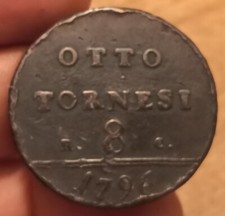 OTTO
TORNESI
R. 8 C.
1796